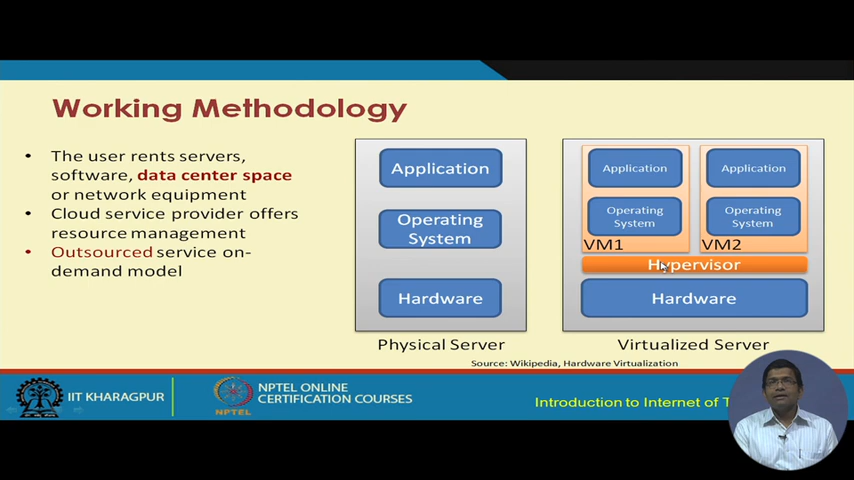 Working Methodology
• The user rents servers,
software, data center space
or network equipment
• Cloud service provider offers
resource management
• Outsourced service on-
demand model
Application
Operating
System
Hardware
Physical Server
Application
Operating
System
VM1
Application
Operating
System
VM2
Hypervisor
Hardware
Virtualized Server
Source: Wikipedia, Hardware Virtualization
IIT KHARAGPUR
NPTEL
NPTEL ONLINE
CERTIFICATION COURSES
Introduction to Internet of